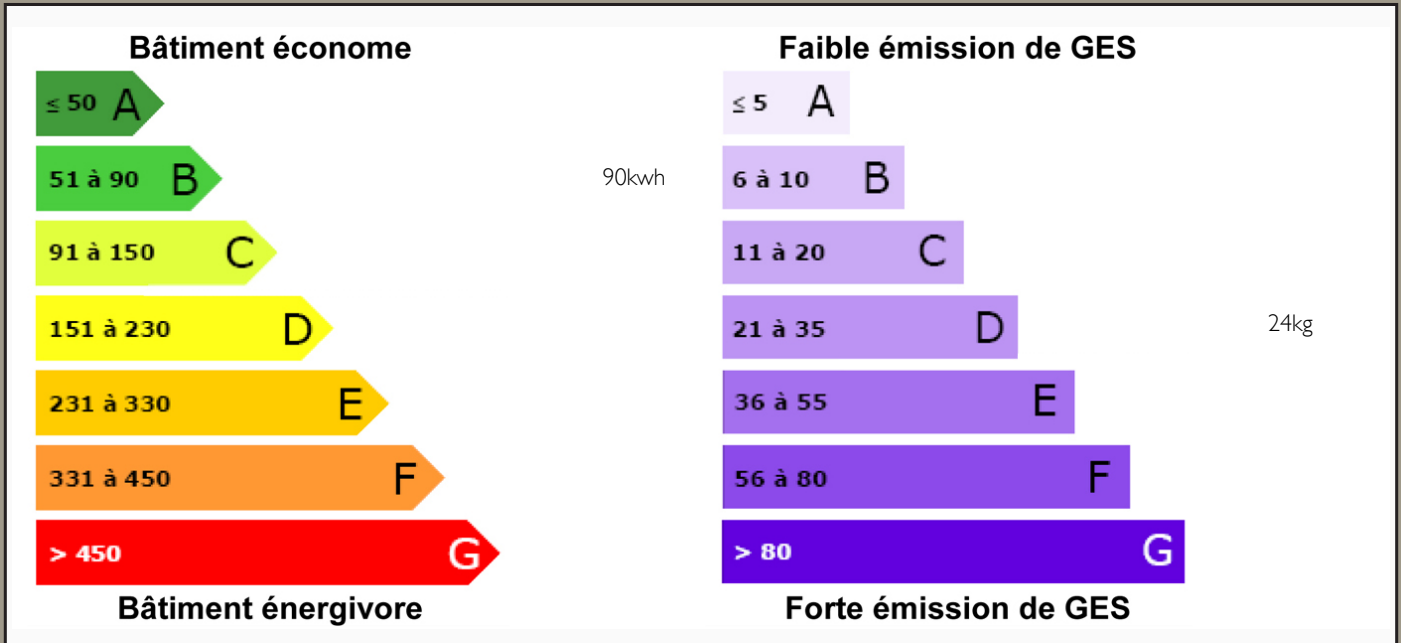 Bâtiment économe
≤ 50 A
51 à 90 B
90kwh
91 à 150 C
151 à 230 D
231 à 330 E
331 à 450 F
> 450 G
Bâtiment énergivore
Faible émission de GES
≤ 5 A
6 à 10 B
11 à 20 C
21 à 35 D
24kg
36 à 55 E
56 à 80 F
> 80 G
Forte émission de GES